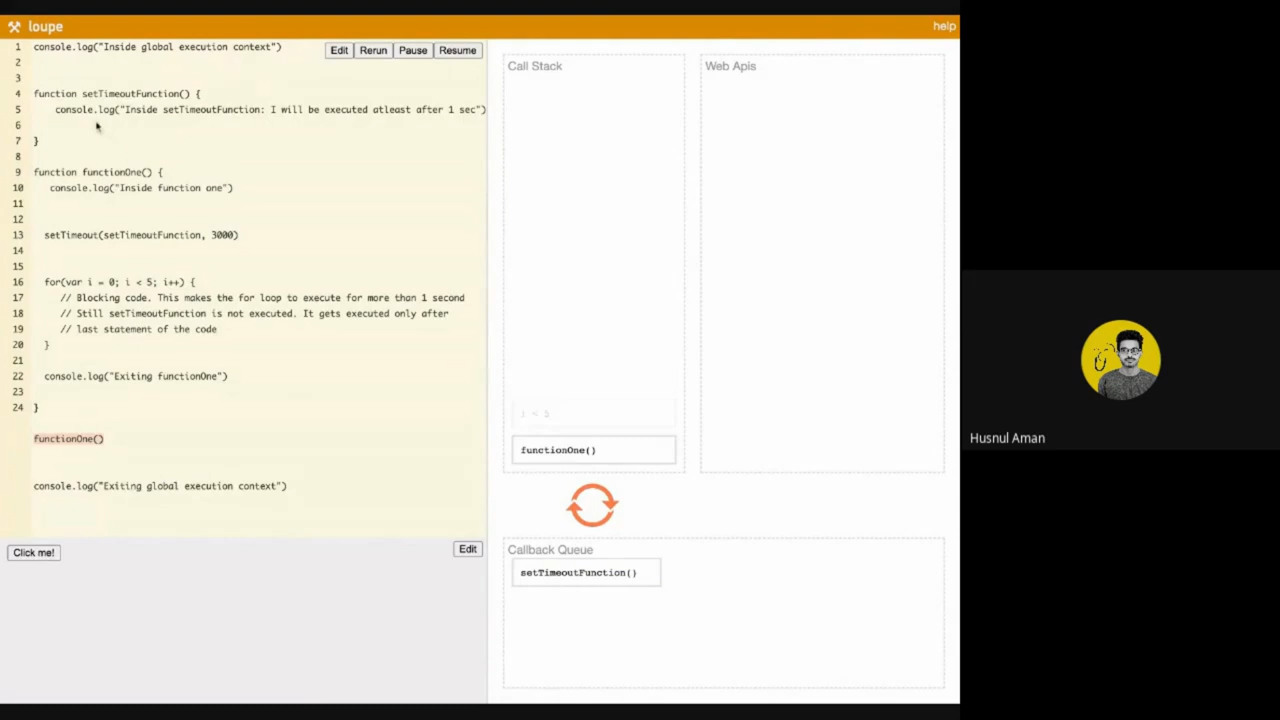 loupe
help
1 console.log("Inside global execution context")
Edit Rerun Pause Resume
2
3
4 function setTimeoutFunction() {
5 console.log("Inside setTimeoutFunction: I will be executed atleast after 1 sec")
6
7 }
8
9 function functionOne() {
10 console.log("Inside function one")
11
12
13 setTimeout(setTimeoutFunction, 3000)
14
15
16 for(var i = 0; i < 5; i++) {
17 // Blocking code. This makes the for loop to execute for more than 1 second
18 // Still setTimeoutFunction is not executed. It gets executed only after
19 // last statement of the code
20 }
21
22 console.log("Exiting functionOne")
23
24 }
functionOne()
console.log("Exiting global execution context")
Click me!
Edit
Call Stack
i < 5
functionOne()
Web Apis
Callback Queue
setTimeoutFunction()
Husnul Aman